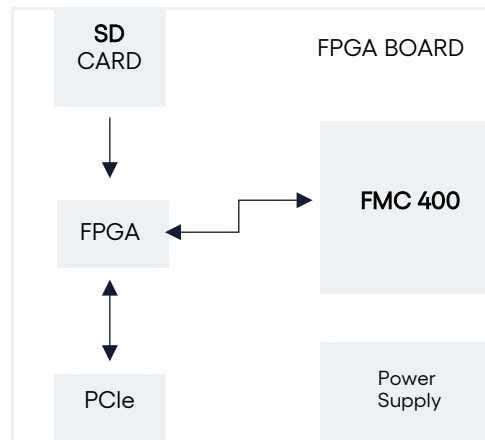 SD
CARD
FPGA BOARD
FMC 400
FPGA
PCIe
Power
Supply